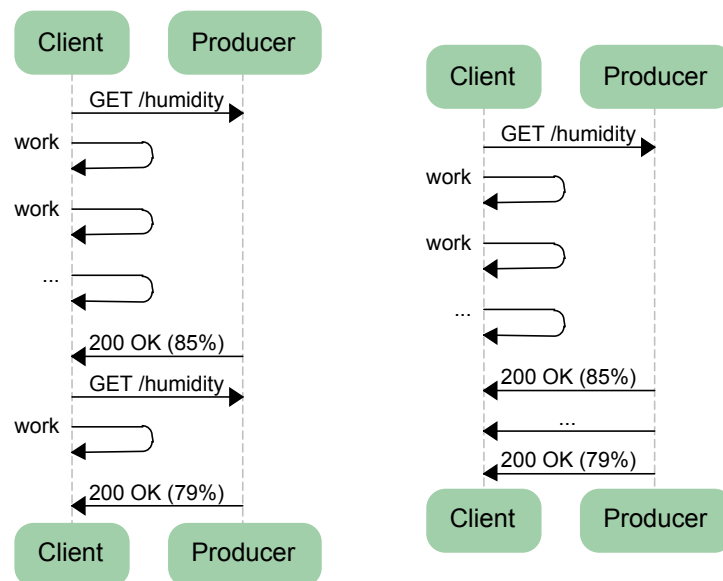 Client
Producer
GET /humidity
work
work
...
200 OK (85%)
GET /humidity
work
200 OK (79%)
Client
Producer
Client
Producer
GET /humidity
work
work
...
200 OK (85%)
...
200 OK (79%)
Client
Producer